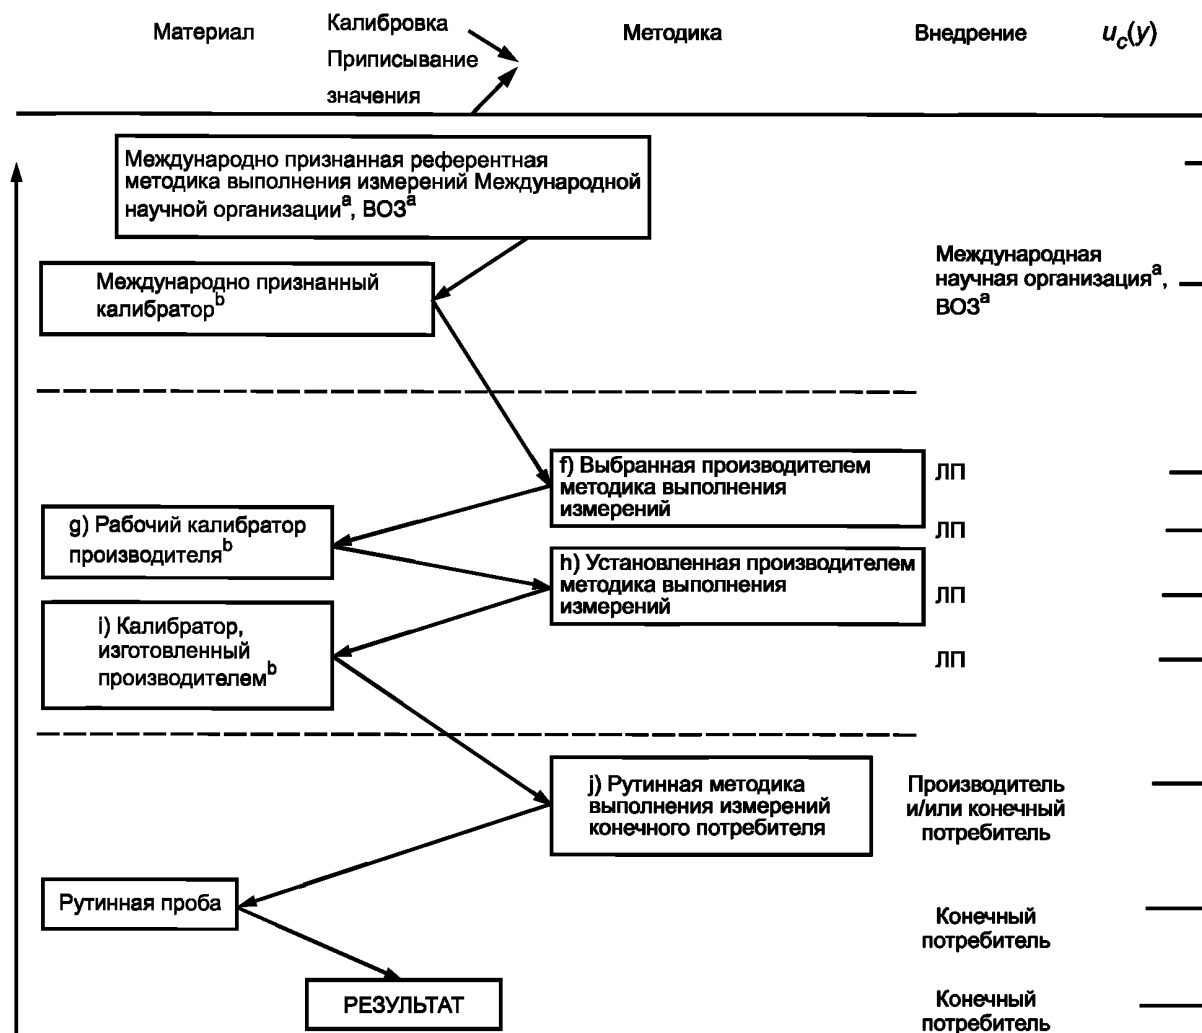 Материал
Калибровка
Приписывание
значения
Методика
Внедрение
u_c(y)
Международно признанная референтная
методика выполнения измерений Международной
научной организации^a, ВОЗ^a
Международно признанный
калибратор^b
Международная
научная организация^a,
ВОЗ^a
f) Выбранная производителем
методика выполнения
измерений
ЛП
g) Рабочий калибратор
производителя^b
ЛП
h) Установленная производителем
методика выполнения
измерений
ЛП
i) Калибратор,
изготовленный
производителем^b
ЛП
j) Рутинная методика
выполнения измерений
конечного потребителя
Производитель
и/или конечный
потребитель
Рутинная проба
Конечный
потребитель
РЕЗУЛЬТАТ
Конечный
потребитель